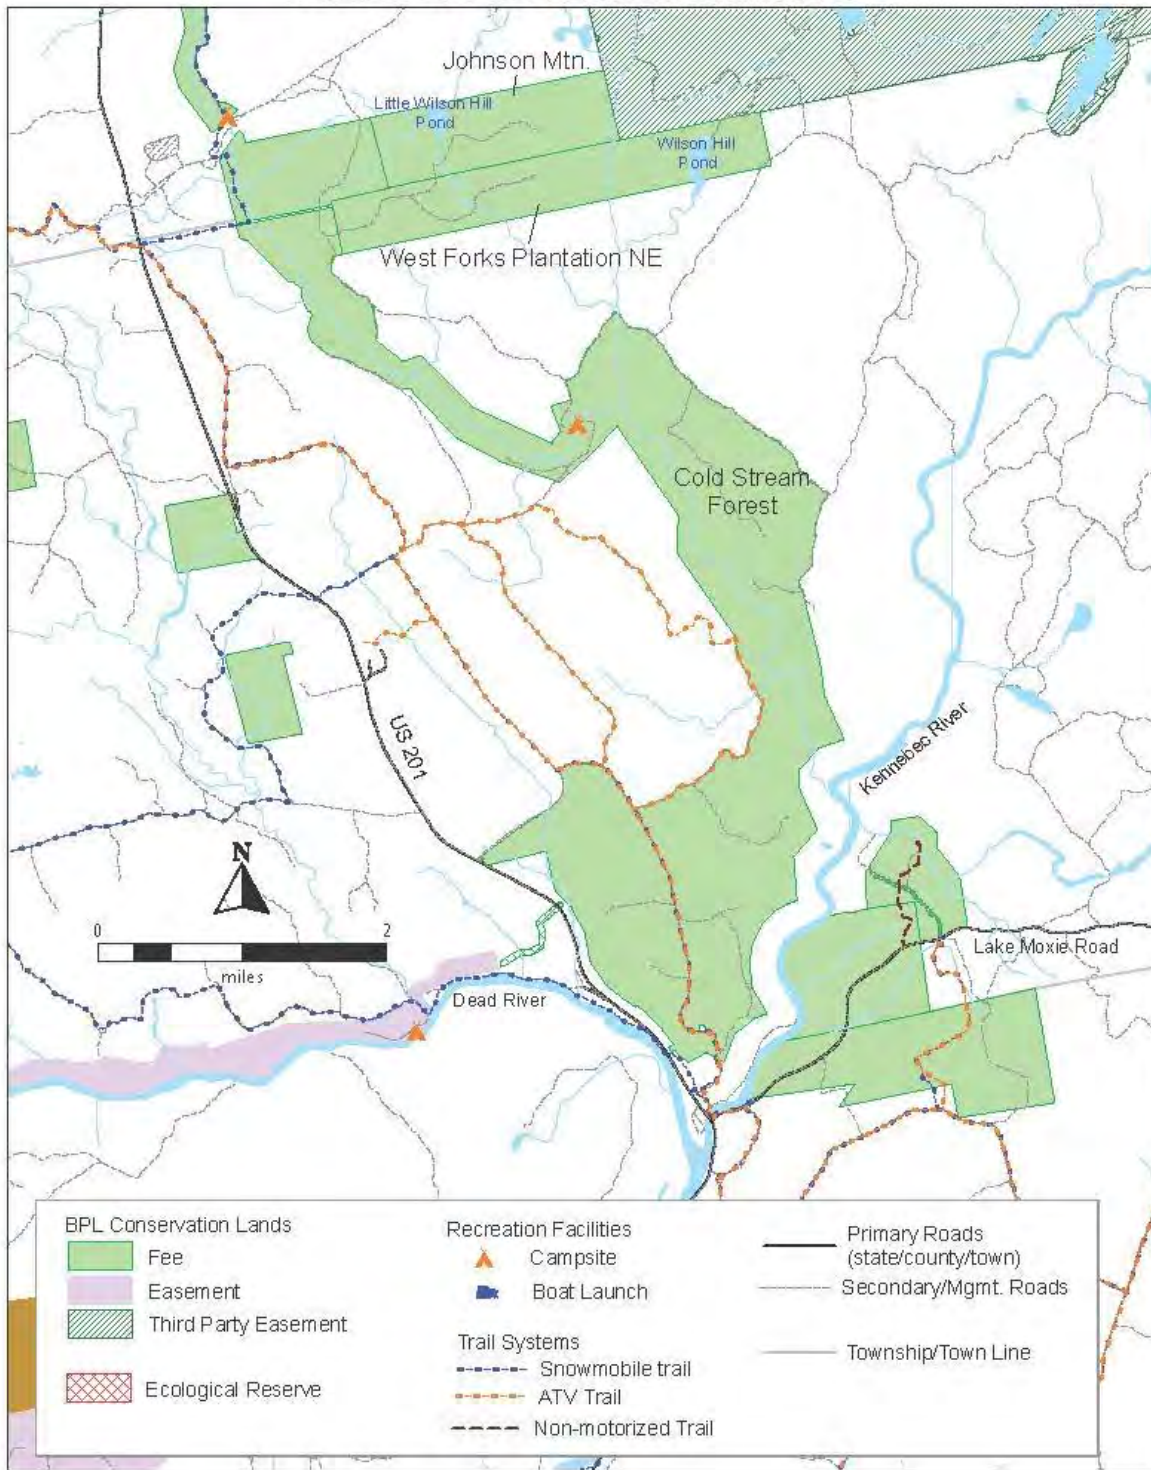 Johnson Mtn.
Little Wilson Hill
Pond
Wilson Hill
Pond
West Forks Plantation NE
Cold Stream
Forest
US 201
Kennebec River
N
0
2
miles
Dead River
Lake Moxie Road
BPL Conservation Lands
Fee
Easement
Third Party Easement
Ecological Reserve
Recreation Facilities
Campsite
Boat Launch
Trail Systems
Snowmobile trail
ATV Trail
Non-motorized Trail
Primary Roads
(state/county/town)
Secondary/Mgmt. Roads
Township/Town Line